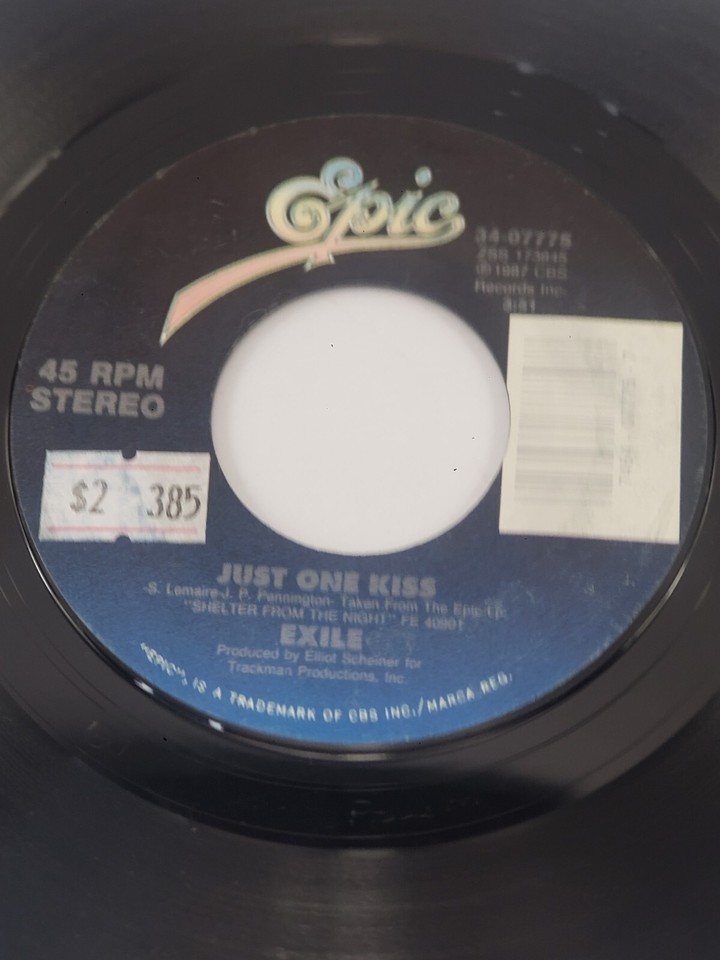 Epic
34-07775
ZSS 173645
℗ 1987 CBS
Records Inc.
3:51
45 RPM
STEREO
$2 385
JUST ONE KISS
-S. Lemaire-J. P. Pennington- Taken From The Epic LP
"SHELTER FROM THE NIGHT" FE 40901
EXILE
Produced by Elliot Scheiner for
Trackman Productions, Inc.
"EPIC", IS A TRADEMARK OF CBS INC./MARCA REG.